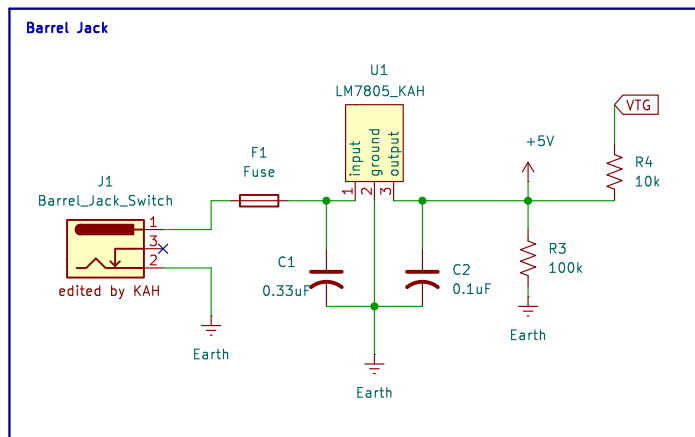 Barrel Jack
U1
LM7805_KAH
input
ground
output
1
2
3
VTG
+5V
R4
10k
F1
Fuse
J1
Barrel_Jack_Switch
1
3
2
edited by KAH
C1
0.33uF
C2
0.1uF
R3
100k
Earth
Earth
Earth